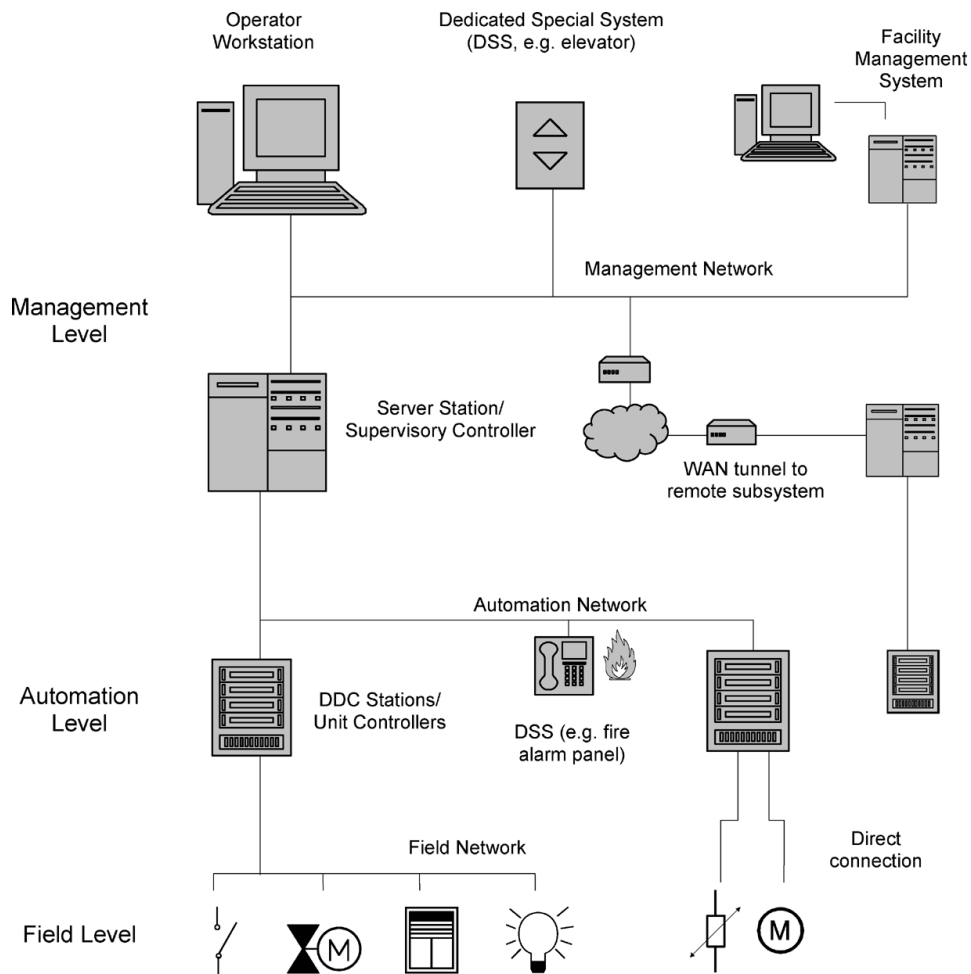 Operator
Workstation
Dedicated Special System
(DSS, e.g. elevator)
Facility
Management
System
Management Network
Management
Level
Server Station/
Supervisory Controller
WAN tunnel to
remote subsystem
Automation Network
Automation
Level
DDC Stations/
Unit Controllers
DSS (e.g. fire
alarm panel)
Direct
connection
Field Network
Field Level
M
M